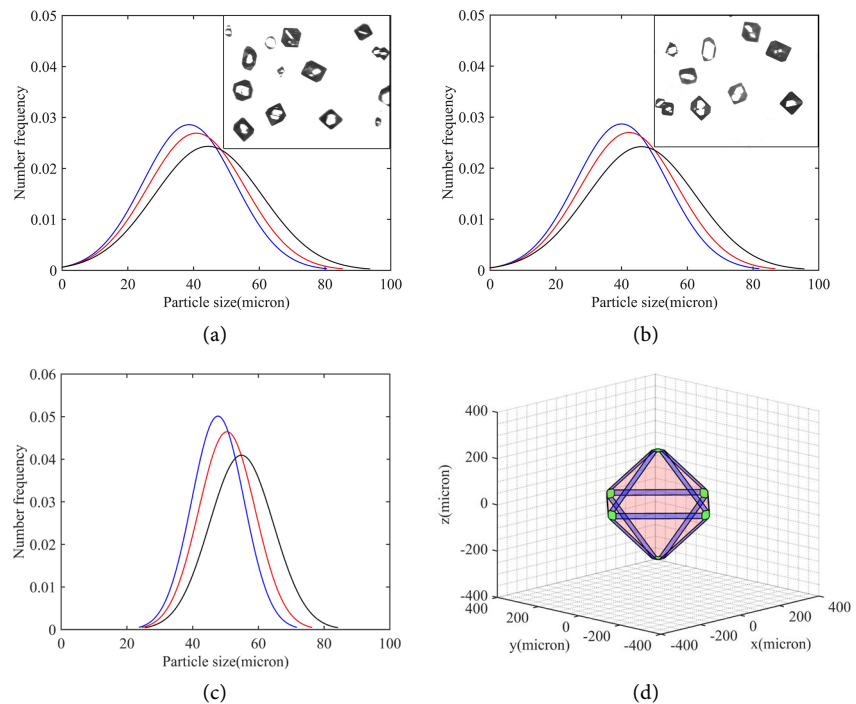 0.05
0.04
0.03
0.02
0.01
0
Number frequency
0 20 40 60 80 100
Particle size(micron)
(a)
0.05
0.04
0.03
0.02
0.01
0
Number frequency
0 20 40 60 80 100
Particle size(micron)
(b)
0.06
0.05
0.04
0.03
0.02
0.01
0
Number frequency
0 20 40 60 80 100
Particle size(micron)
(c)
400
200
0
-200
-400
z(micron)
400 200 0 -200 -400
y(micron)
-400 -200 0 200 400
x(micron)
(d)